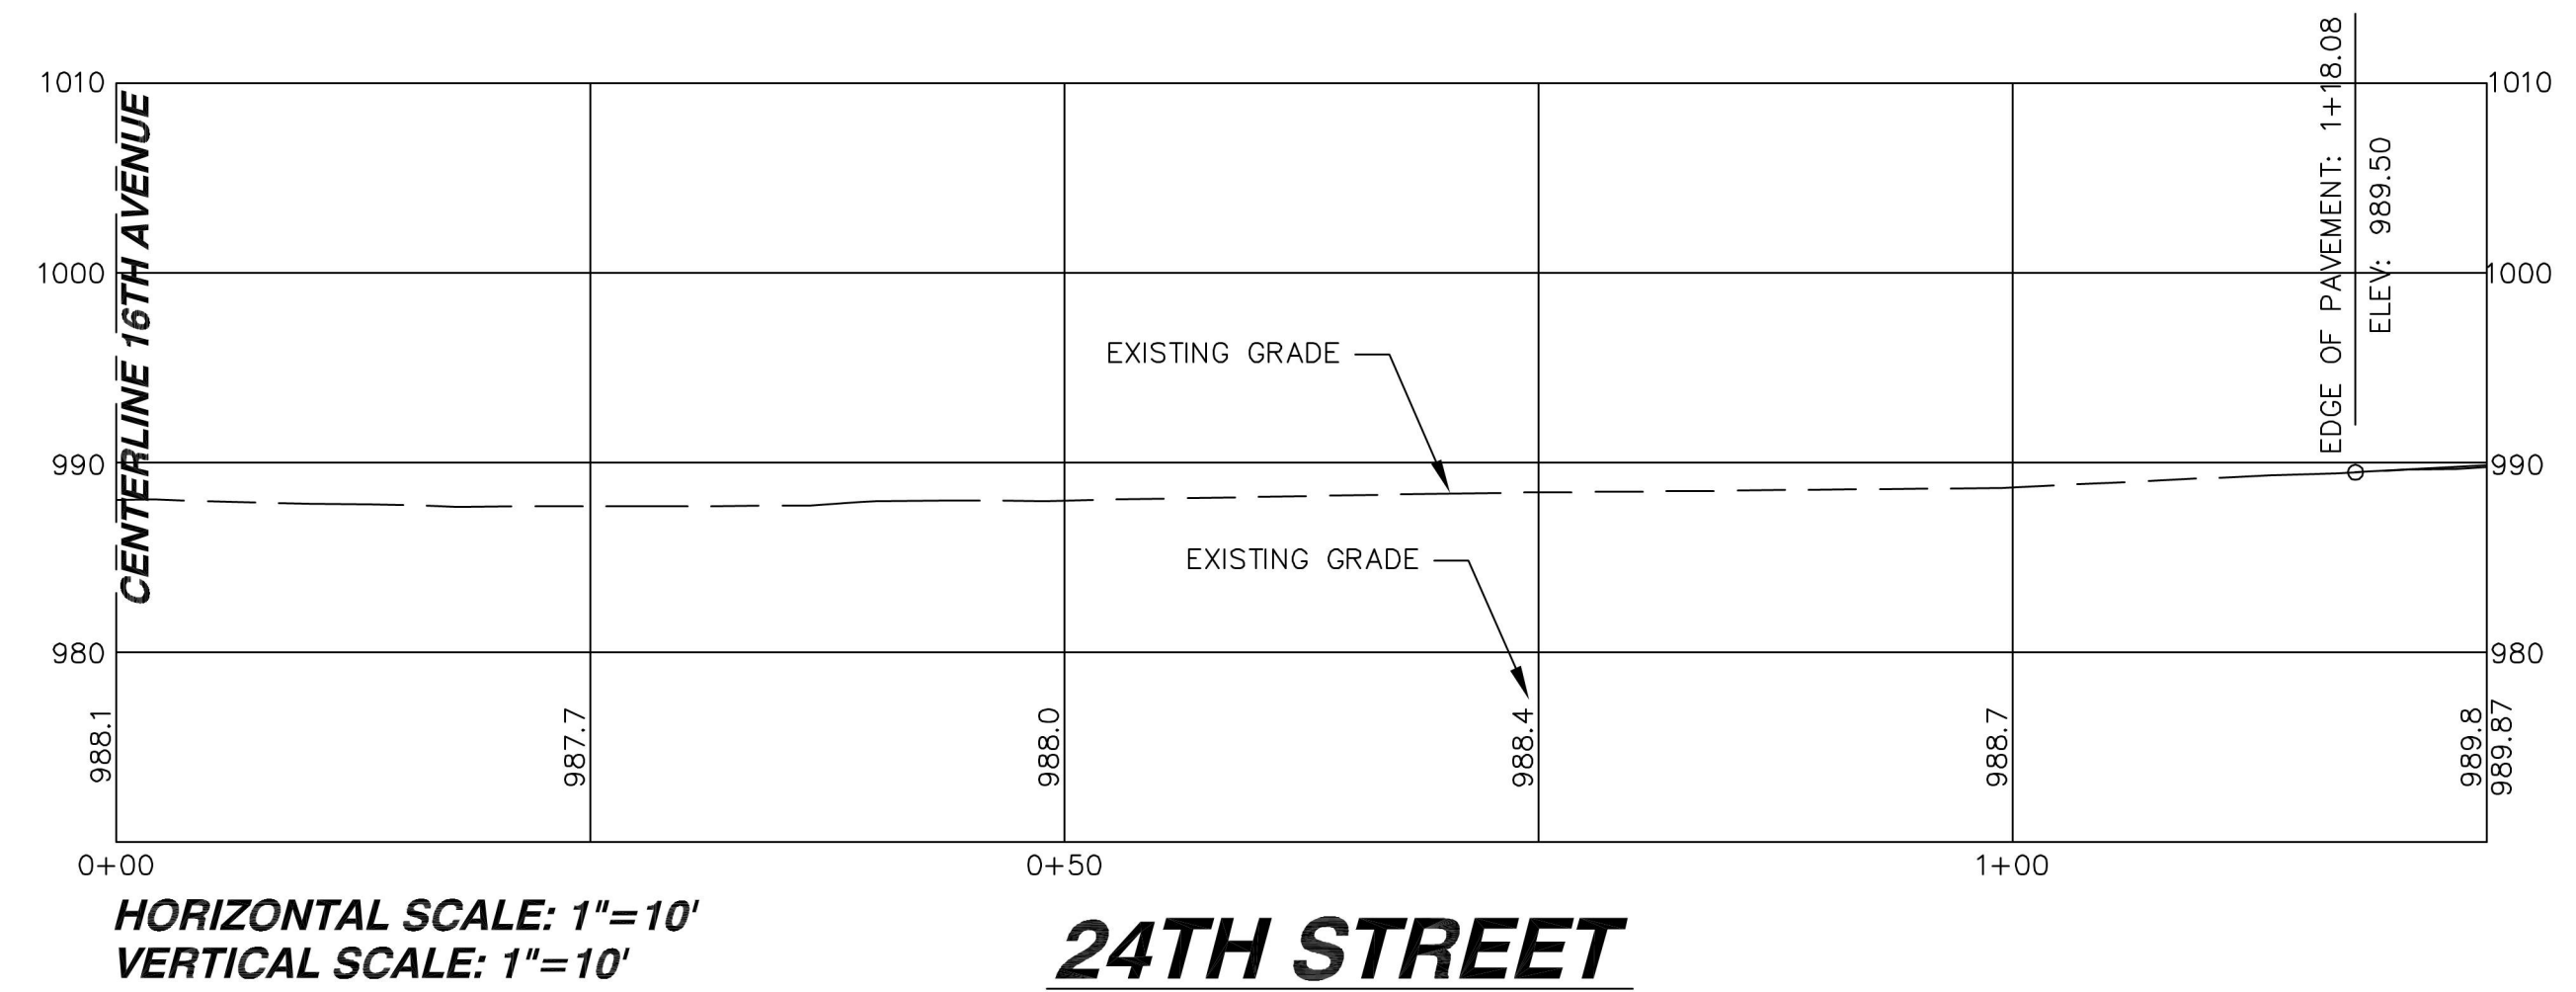 EDGE OF PAVEMENT: 1+18.08
ELEV: 989.50
1010
1010
CENTERLINE 16TH AVENUE
1000
1000
EXISTING GRADE
990
990
EXISTING GRADE
980
980
988.1
987.7
988.0
988.4
988.7
989.8
989.87
0+00
0+50
1+00
HORIZONTAL SCALE: 1"=10'
VERTICAL SCALE: 1"=10'
24TH STREET